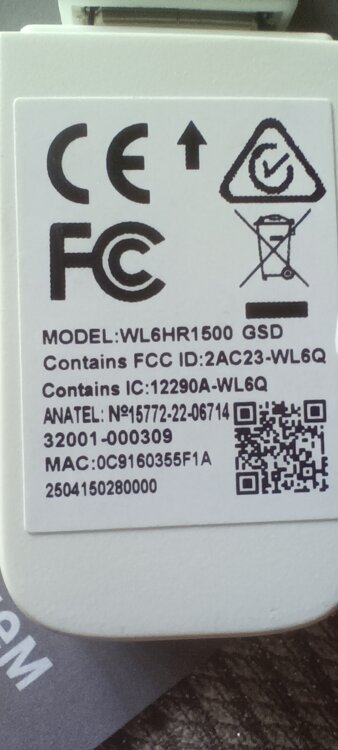 CE
FC
MODEL:WL6HR1500 GSD
Contains FCC ID:2AC23-WL6Q
Contains IC:12290A-WL6Q
ANATEL: Nº15772-22-06714
32001-000309
MAC:0C9160355F1A
2504150280000
ем